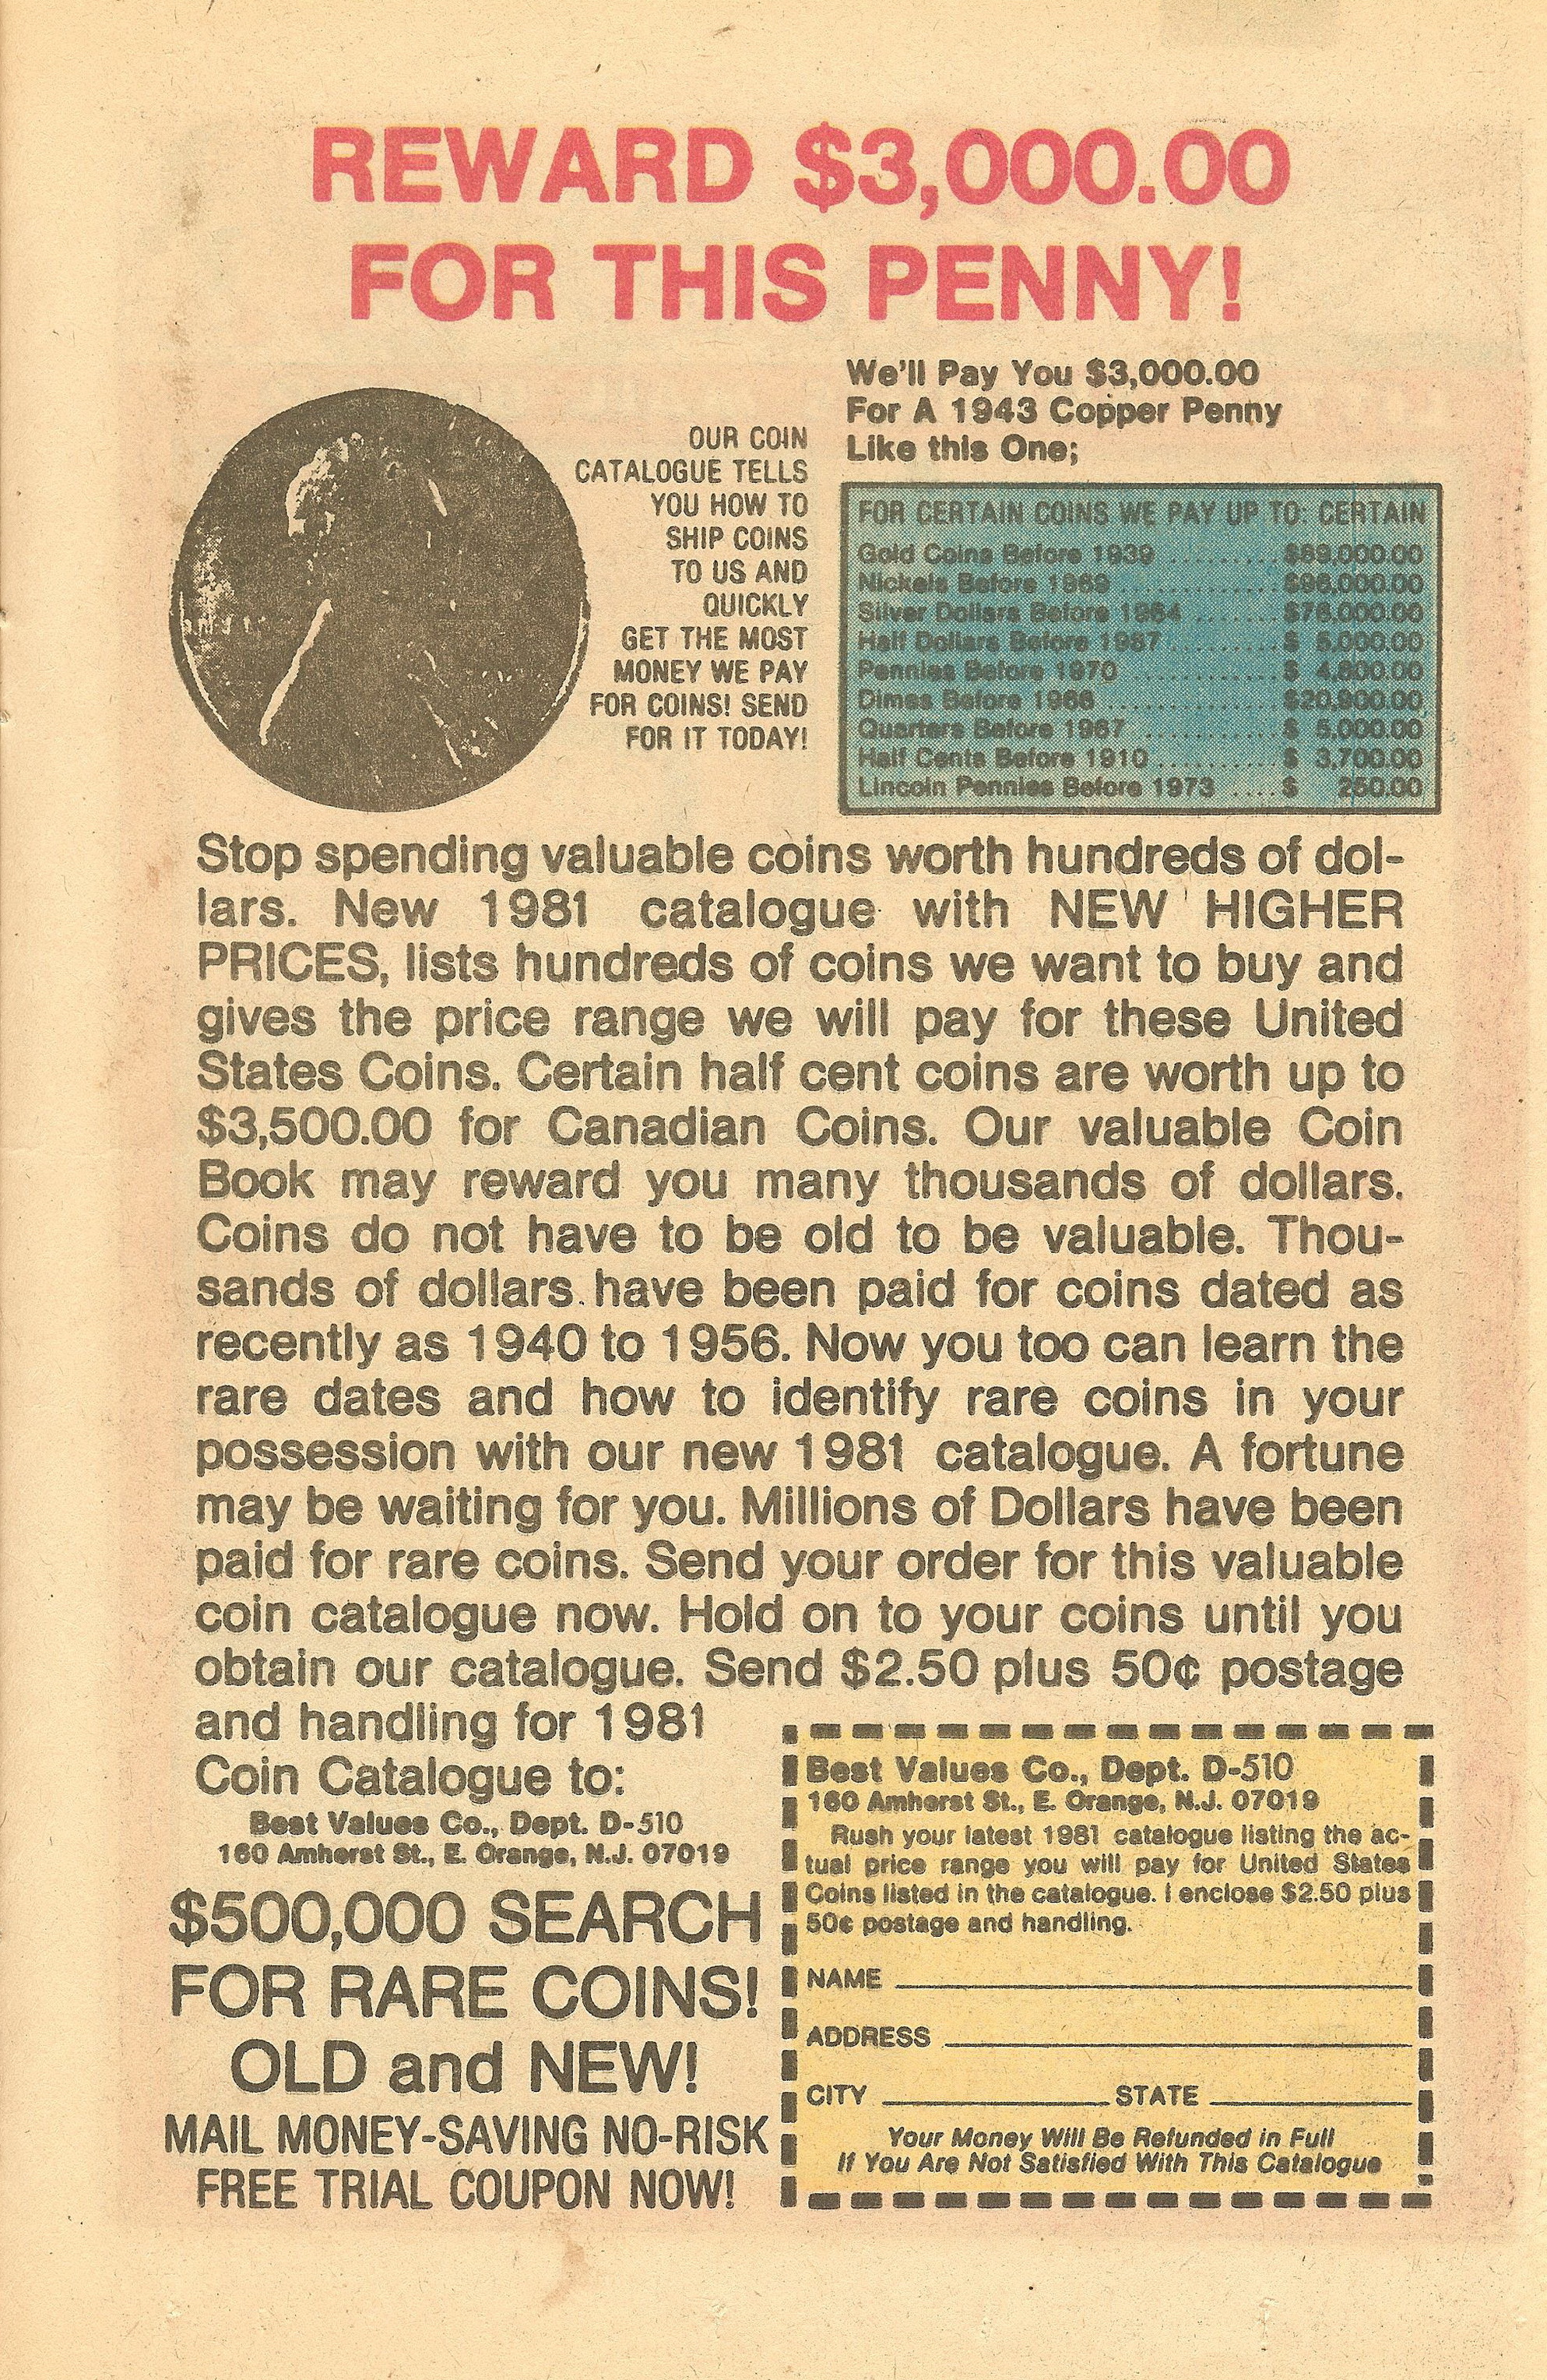 REWARD $3,000.00
FOR THIS PENNY!
OUR COIN
CATALOGUE TELLS
YOU HOW TO
SHIP COINS
TO US AND
QUICKLY
GET THE MOST
MONEY WE PAY
FOR COINS! SEND
FOR IT TODAY!
We'll Pay You $3,000.00
For A 1943 Copper Penny
Like this One;
FOR CERTAIN COINS WE PAY UP TO: CERTAIN
Gold Coins Before 1939 .......... $89,000.00
Nickels Before 1969 .............. $96,000.00
Silver Dollars Before 1964 ....... $76,000.00
Half Dollars Before 1967 ......... $ 5,000.00
Pennies Before 1970 ............ $ 4,800.00
Dimes Before 1966 ............... $20,900.00
Quarters Before 1967 ............ $ 5,000.00
Half Cents Before 1910 ........... $ 3,700.00
Lincoln Pennies Before 1973 .... $ 250.00
Stop spending valuable coins worth hundreds of dol-
lars. New 1981 catalogue with NEW HIGHER
PRICES, lists hundreds of coins we want to buy and
gives the price range we will pay for these United
States Coins. Certain half cent coins are worth up to
$3,500.00 for Canadian Coins. Our valuable Coin
Book may reward you many thousands of dollars.
Coins do not have to be old to be valuable. Thou-
sands of dollars have been paid for coins dated as
recently as 1940 to 1956. Now you too can learn the
rare dates and how to identify rare coins in your
possession with our new 1981 catalogue. A fortune
may be waiting for you. Millions of Dollars have been
paid for rare coins. Send your order for this valuable
coin catalogue now. Hold on to your coins until you
obtain our catalogue. Send $2.50 plus 50¢ postage
and handling for 1981
Coin Catalogue to:
Best Values Co., Dept. D-510
160 Amherst St., E. Orange, N.J. 07019
$500,000 SEARCH
FOR RARE COINS!
OLD and NEW!
MAIL MONEY-SAVING NO-RISK
FREE TRIAL COUPON NOW!
Best Values Co., Dept. D-510
160 Amherst St., E. Orange, N.J. 07019
Rush your latest 1981 catalogue listing the ac-
tual price range you will pay for United States
Coins listed in the catalogue. I enclose $2.50 plus
50¢ postage and handling.
NAME
ADDRESS
CITY STATE
Your Money Will Be Refunded in Full
If You Are Not Satisfied With This Catalogue